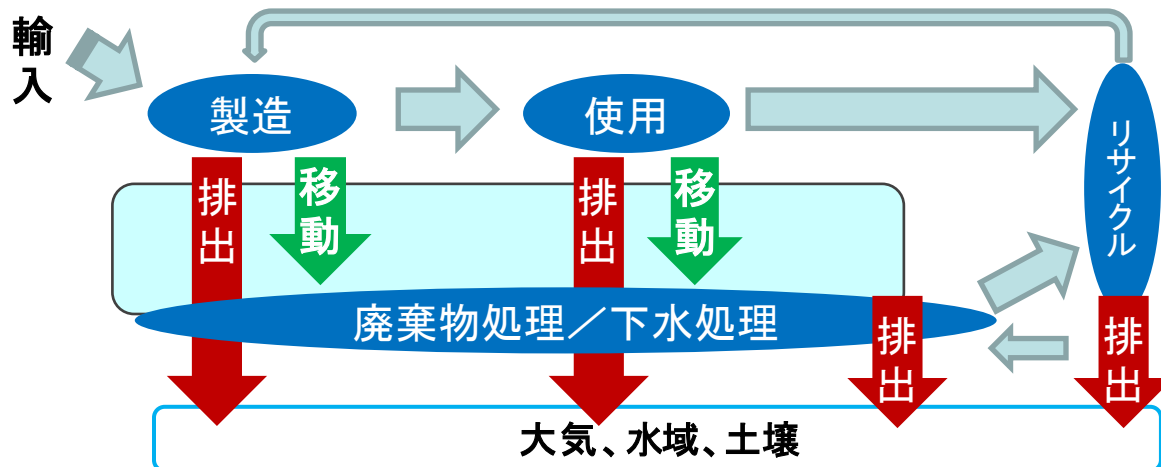 輸入
製造
使用
リサイクル
排出
移動
排出
移動
廃棄物処理／下水処理
排出
排出
大気、水域、土壌